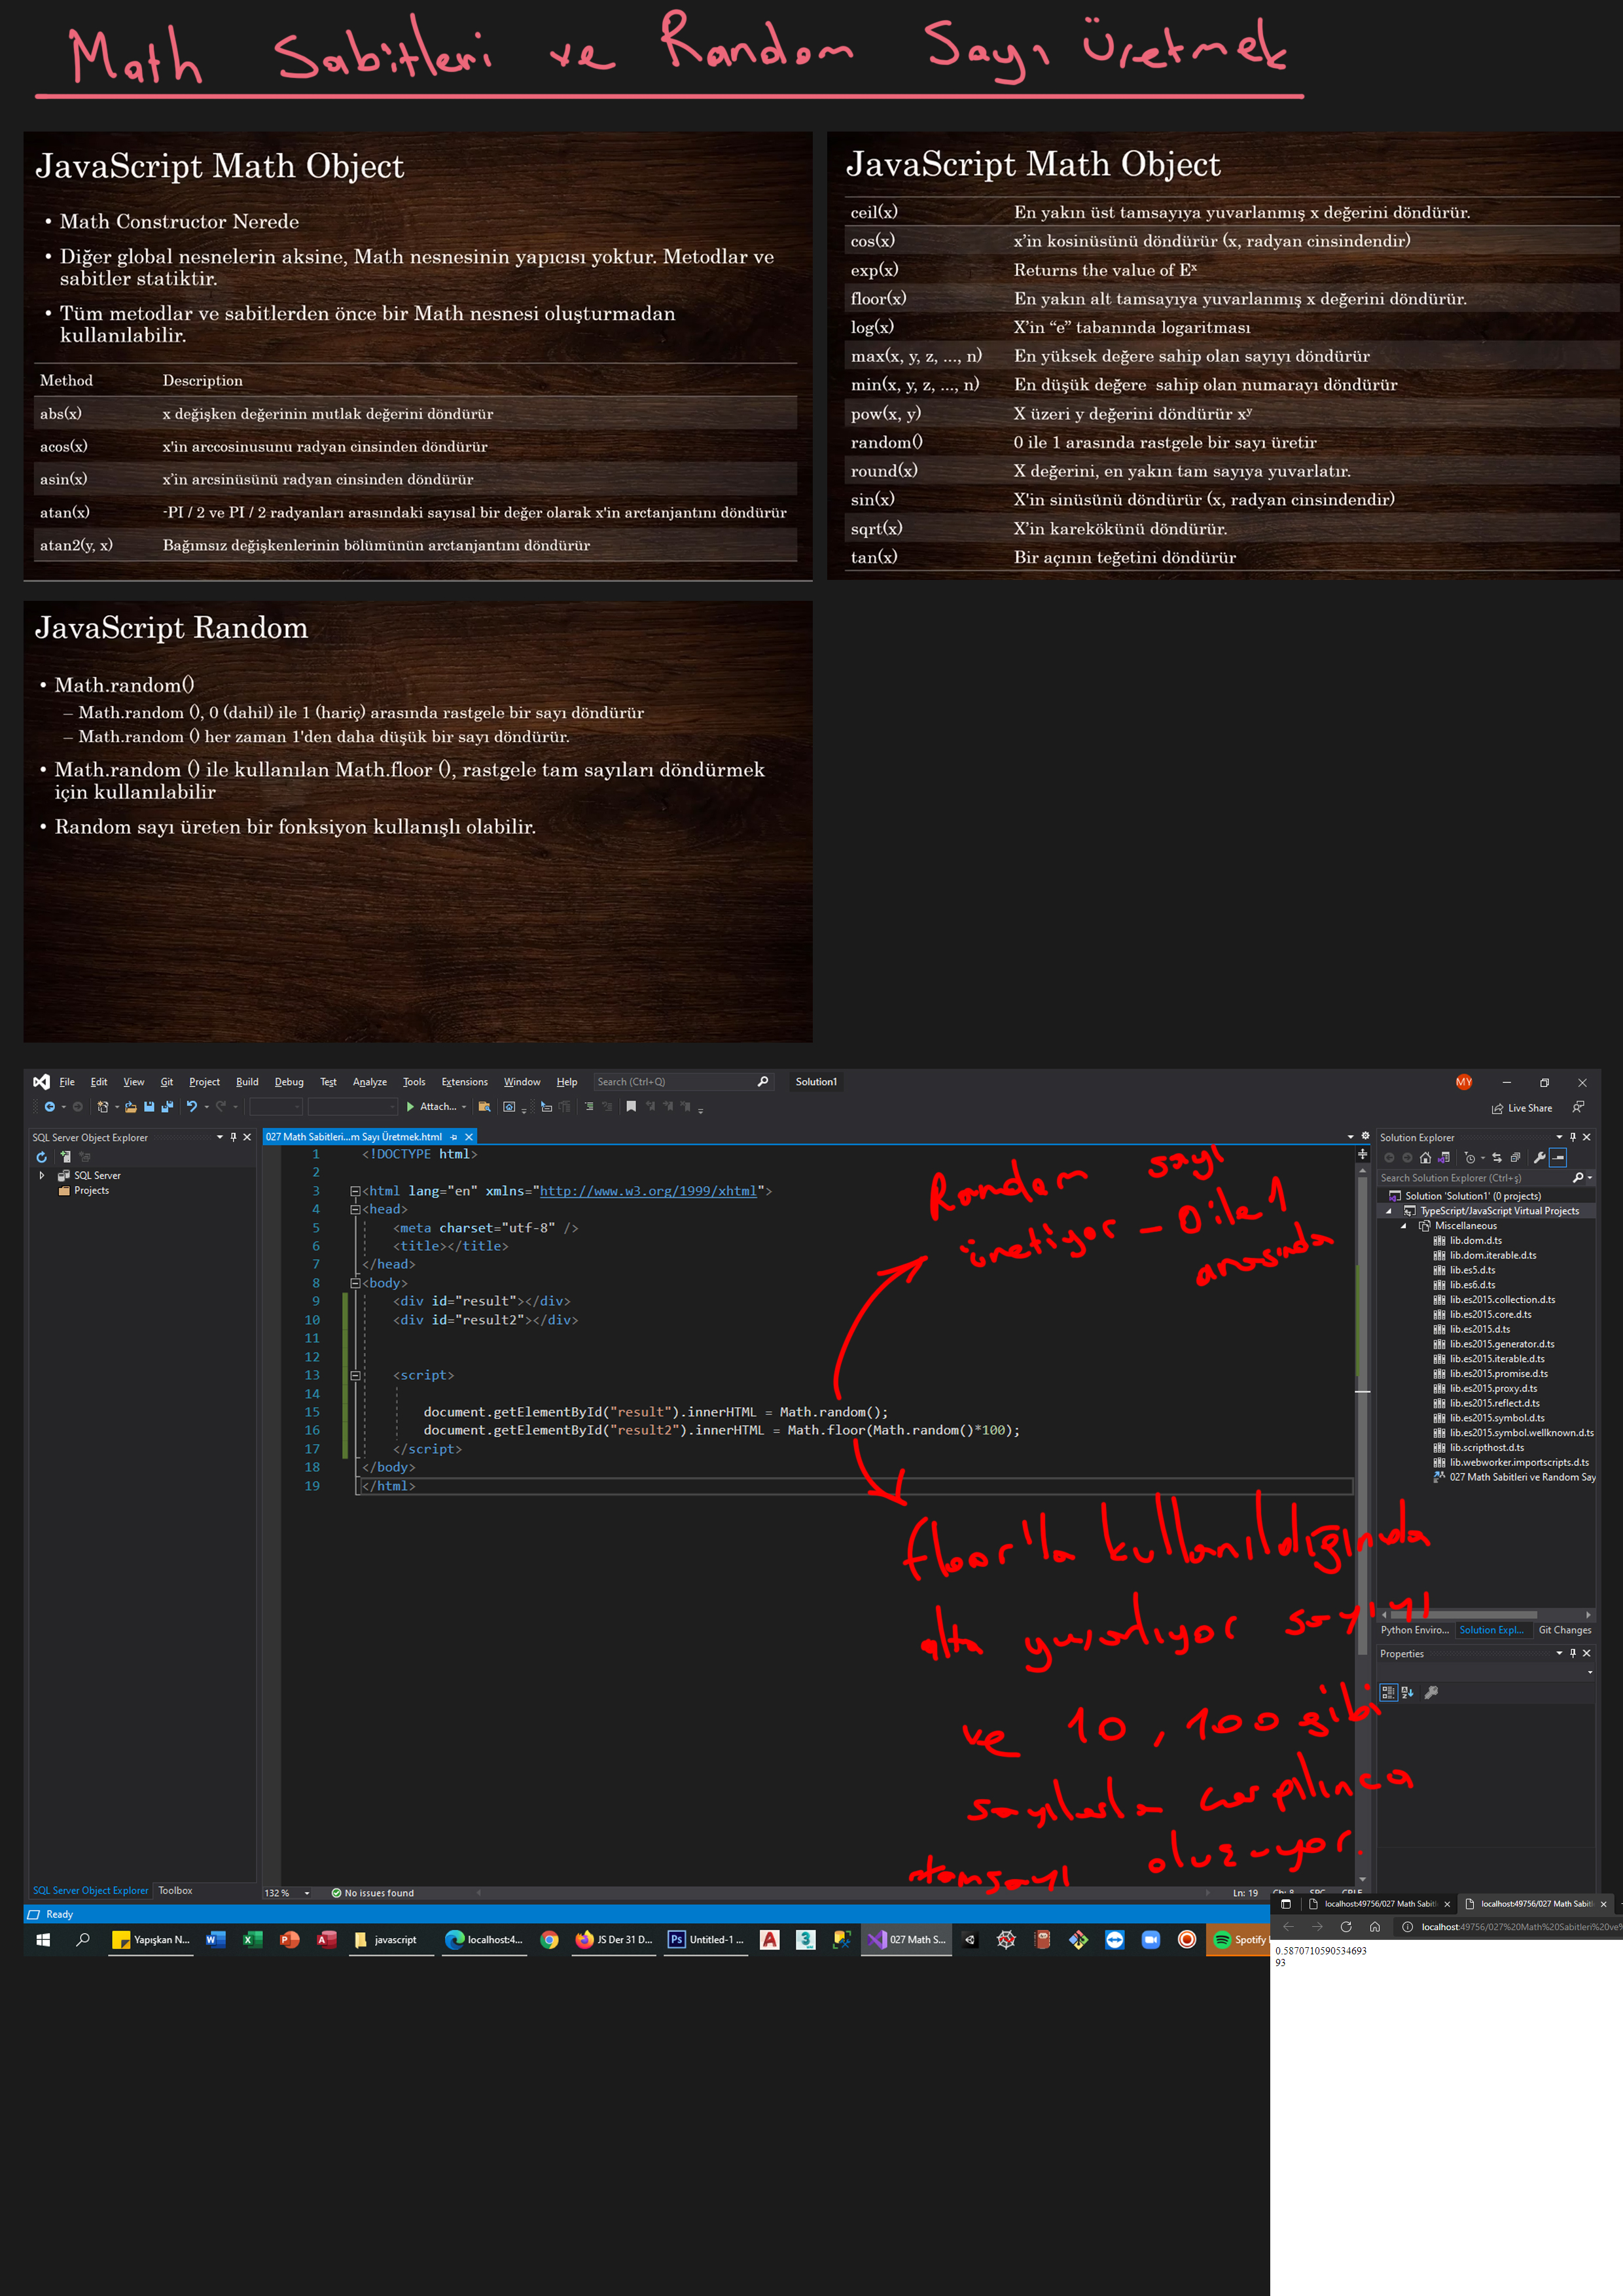 Math Sabitleri ve Random Sayı Üretmek
JavaScript Math Object
• Math Constructor Nerede
• Diğer global nesnelerin aksine, Math nesnesinin yapıcısı yoktur. Metodlar ve
sabitler statiktir.
• Tüm metodlar ve sabitlerden önce bir Math nesnesi oluşturmadan
kullanılabilir.
Method Description
abs(x) x değişken değerinin mutlak değerini döndürür
acos(x) x'in arccosinusunu radyan cinsinden döndürür
asin(x) x'in arcsinüsünü radyan cinsinden döndürür
atan(x) -PI / 2 ve PI / 2 radyanları arasındaki sayısal bir değer olarak x'in arctanjantını döndürür
atan2(y, x) Bağımsız değişkenlerinin bölümünün arctanjantını döndürür
JavaScript Math Object
ceil(x) En yakın üst tamsayıya yuvarlanmış x değerini döndürür.
cos(x) x'in kosinüsünü döndürür (x, radyan cinsindendir)
exp(x) Returns the value of Eˣ
floor(x) En yakın alt tamsayıya yuvarlanmış x değerini döndürür.
log(x) X'in “e” tabanında logaritması
max(x, y, z, ..., n) En yüksek değere sahip olan sayıyı döndürür
min(x, y, z, ..., n) En düşük değere sahip olan numarayı döndürür
pow(x, y) X üzeri y değerini döndürür xʸ
random() 0 ile 1 arasında rastgele bir sayı üretir
round(x) X değerini, en yakın tam sayıya yuvarlatır.
sin(x) X'in sinüsünü döndürür (x, radyan cinsindendir)
sqrt(x) X'in karekökünü döndürür.
tan(x) Bir açının teğetini döndürür
JavaScript Random
• Math.random()
– Math.random (), 0 (dahil) ile 1 (hariç) arasında rastgele bir sayı döndürür
– Math.random () her zaman 1'den daha düşük bir sayı döndürür.
• Math.random () ile kullanılan Math.floor (), rastgele tam sayıları döndürmek
için kullanılabilir
• Random sayı üreten bir fonksiyon kullanışlı olabilir.
File Edit View Git Project Build Debug Test Analyze Tools Extensions Window Help Search (Ctrl+Q) Solution1 MY
Attach... Live Share
SQL Server Object Explorer
SQL Server
Projects
027 Math Sabitleri...m Sayı Üretmek.html
1 <!DOCTYPE html>
2
3 <html lang="en" xmlns="http://www.w3.org/1999/xhtml">
4 <head>
5 <meta charset="utf-8" />
6 <title></title>
7 </head>
8 <body>
9 <div id="result"></div>
10 <div id="result2"></div>
11
12
13 <script>
14
15 document.getElementById("result").innerHTML = Math.random();
16 document.getElementById("result2").innerHTML = Math.floor(Math.random()*100);
17 </script>
18 </body>
19 </html>
Random sayı
üretiyor - 0 ile 1
arasında
floor'la kullanıldığında
alta yuvarlıyor sayıyı
ve 10, 100 gibi
sayılarla çarpılınca
tamsayı oluşuyor.
Solution Explorer
Search Solution Explorer (Ctrl+ş)
Solution 'Solution1' (0 projects)
TypeScript/JavaScript Virtual Projects
Miscellaneous
lib.dom.d.ts
lib.dom.iterable.d.ts
lib.es5.d.ts
lib.es6.d.ts
lib.es2015.collection.d.ts
lib.es2015.core.d.ts
lib.es2015.d.ts
lib.es2015.generator.d.ts
lib.es2015.iterable.d.ts
lib.es2015.promise.d.ts
lib.es2015.proxy.d.ts
lib.es2015.reflect.d.ts
lib.es2015.symbol.d.ts
lib.es2015.symbol.wellknown.d.ts
lib.scripthost.d.ts
lib.webworker.importscripts.d.ts
027 Math Sabitleri ve Random Say
Python Enviro... Solution Expl... Git Changes
Properties
SQL Server Object Explorer Toolbox
132 % No issues found Ln: 19
Ready
Yapışkan N... javascript localhost:4... JS Der 31 D... Untitled-1 ... 027 Math S... Spotify
localhost:49756/027 Math Sabitl localhost:49756/027 Math Sabitl
localhost:49756/027%20Math%20Sabitleri%20ve%
0.5870710590534693
93